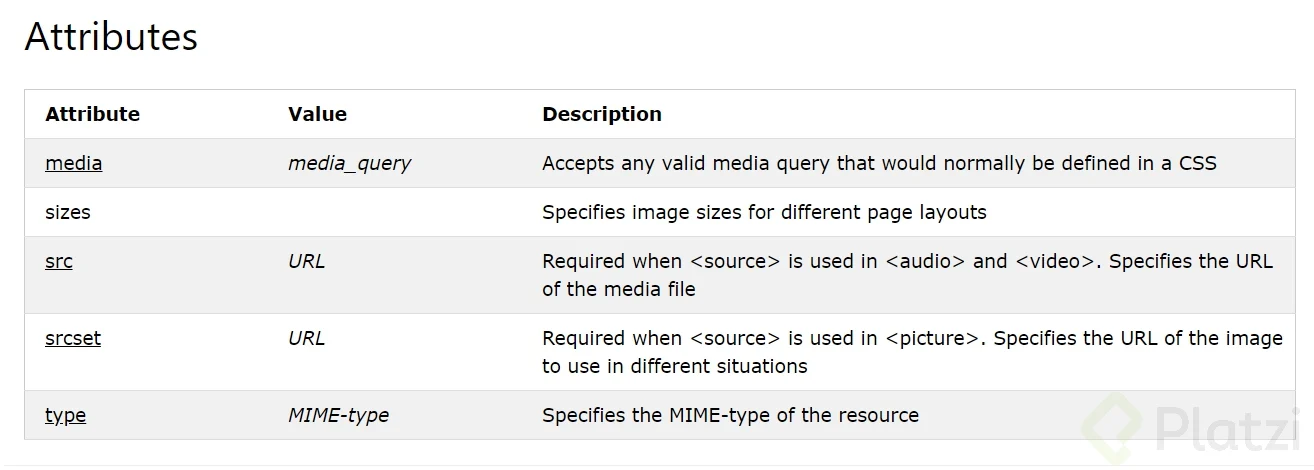 Attributes
Attribute Value Description
media media_query Accepts any valid media query that would normally be defined in a CSS
sizes Specifies image sizes for different page layouts
src URL Required when <source> is used in <audio> and <video>. Specifies the URL
of the media file
srcset URL Required when <source> is used in <picture>. Specifies the URL of the image
to use in different situations
type MIME-type Specifies the MIME-type of the resource
Platzi